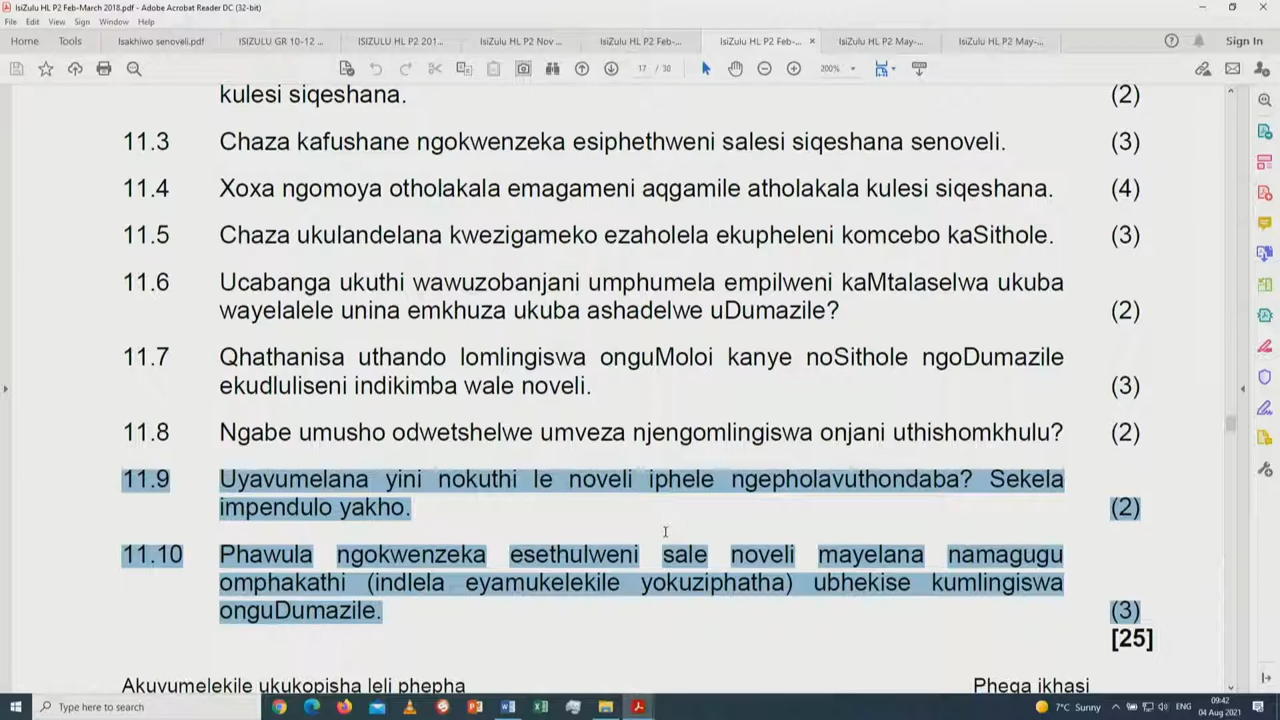 IsiZulu HL P2 Feb-March 2018.pdf - Adobe Acrobat Reader DC (32-bit)
File Edit View Sign Window Help
Home Tools Isakhiwo senoveli.pdf ISIZULU GR 10-12 ... ISIZULU HL P2 201... IsiZulu HL P2 Nov ... IsiZulu HL P2 Feb-... IsiZulu HL P2 Feb-... × IsiZulu HL P2 May-... IsiZulu HL P2 May-... Sign In
17 / 30 200%
kulesi siqeshana. (2)
11.3 Chaza kafushane ngokwenzeka esiphethweni salesi siqeshana senoveli. (3)
11.4 Xoxa ngomoya otholakala emagameni aqgamile atholakala kulesi siqeshana. (4)
11.5 Chaza ukulandelana kwezigameko ezaholela ekupheleni komcebo kaSithole. (3)
11.6 Ucabanga ukuthi wawuzobanjani umphumela empilweni kaMtalaselwa ukuba
wayelalele unina emkhuza ukuba ashadelwe uDumazile? (2)
11.7 Qhathanisa uthando lomlingiswa onguMoloi kanye noSithole ngoDumazile
ekudluliseni indikimba wale noveli. (3)
11.8 Ngabe umusho odwetshelwe umveza njengomlingiswa onjani uthishomkhulu? (2)
11.9 Uyavumelana yini nokuthi le noveli iphele ngepholavuthondaba? Sekela
impendulo yakho. (2)
11.10 Phawula ngokwenzeka esethulweni sale noveli mayelana namagugu
omphakathi (indlela eyamukelekile yokuziphatha) ubhekise kumlingiswa
onguDumazile. (3)
[25]
Akuvumelekile ukukopisha leli phepha Phega ikhasi
Type here to search 7°C Sunny ENG 09:42
04 Aug 2021